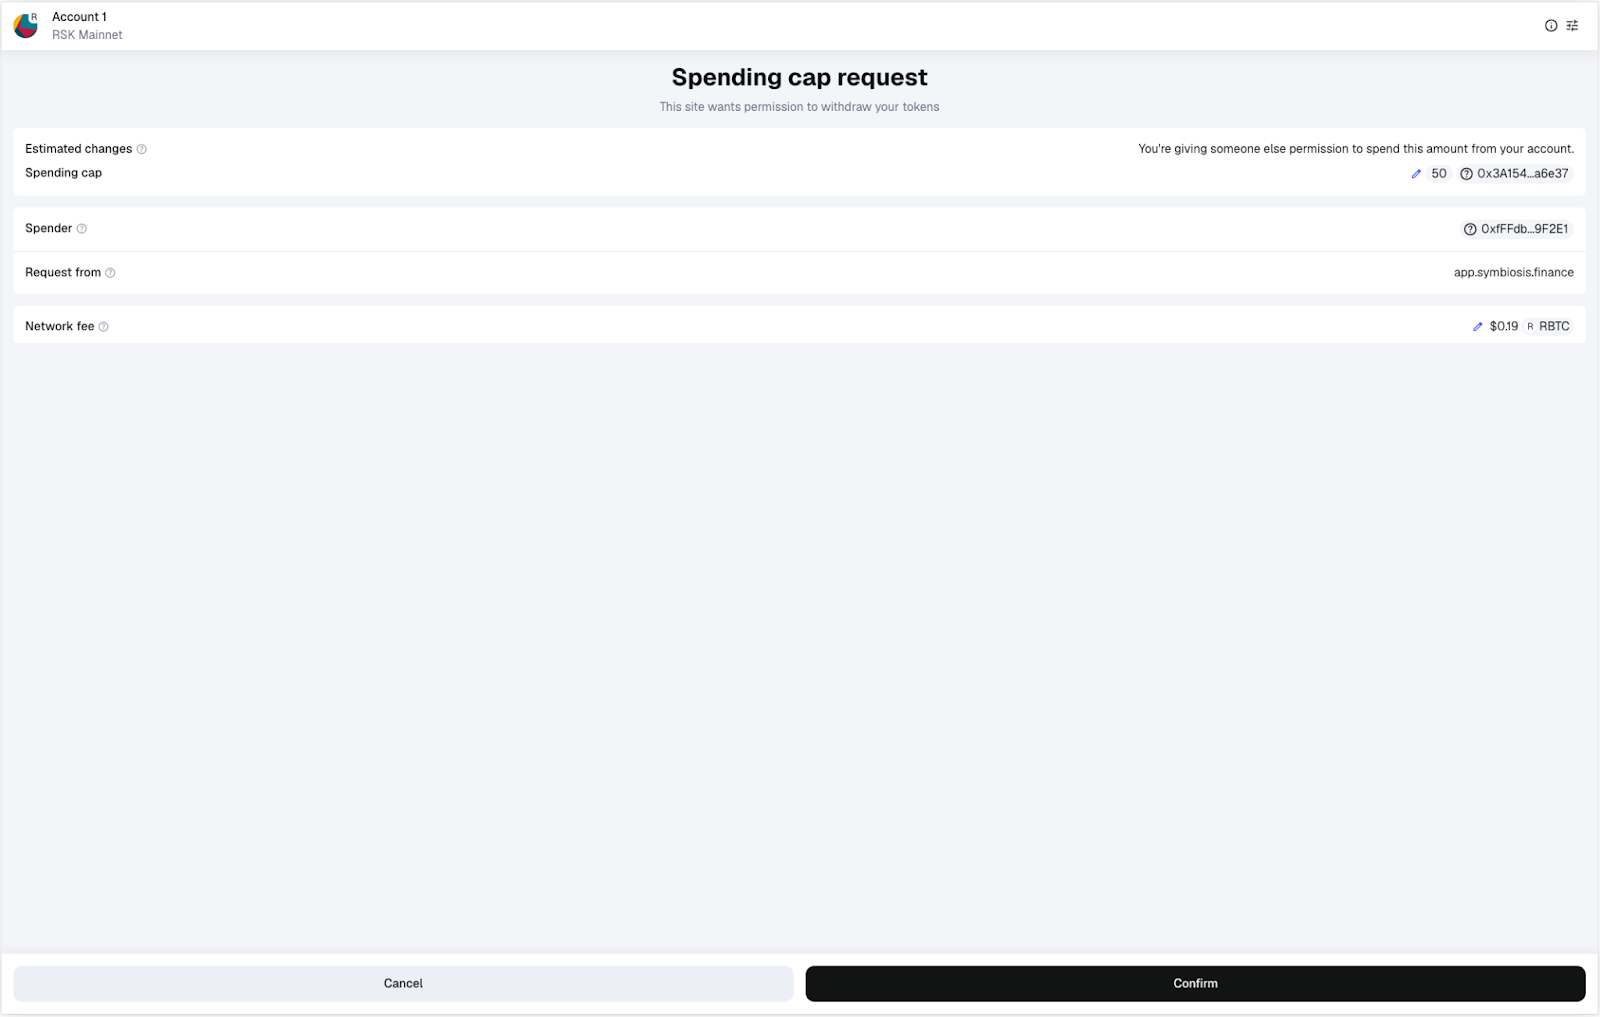 R
Account 1
RSK Mainnet
Spending cap request
This site wants permission to withdraw your tokens
Estimated changes
You're giving someone else permission to spend this amount from your account.
Spending cap
50 0x3A154...a6e37
Spender
0xfFFdb...9F2E1
Request from
app.symbiosis.finance
Network fee
$0.19 R RBTC
Cancel
Confirm